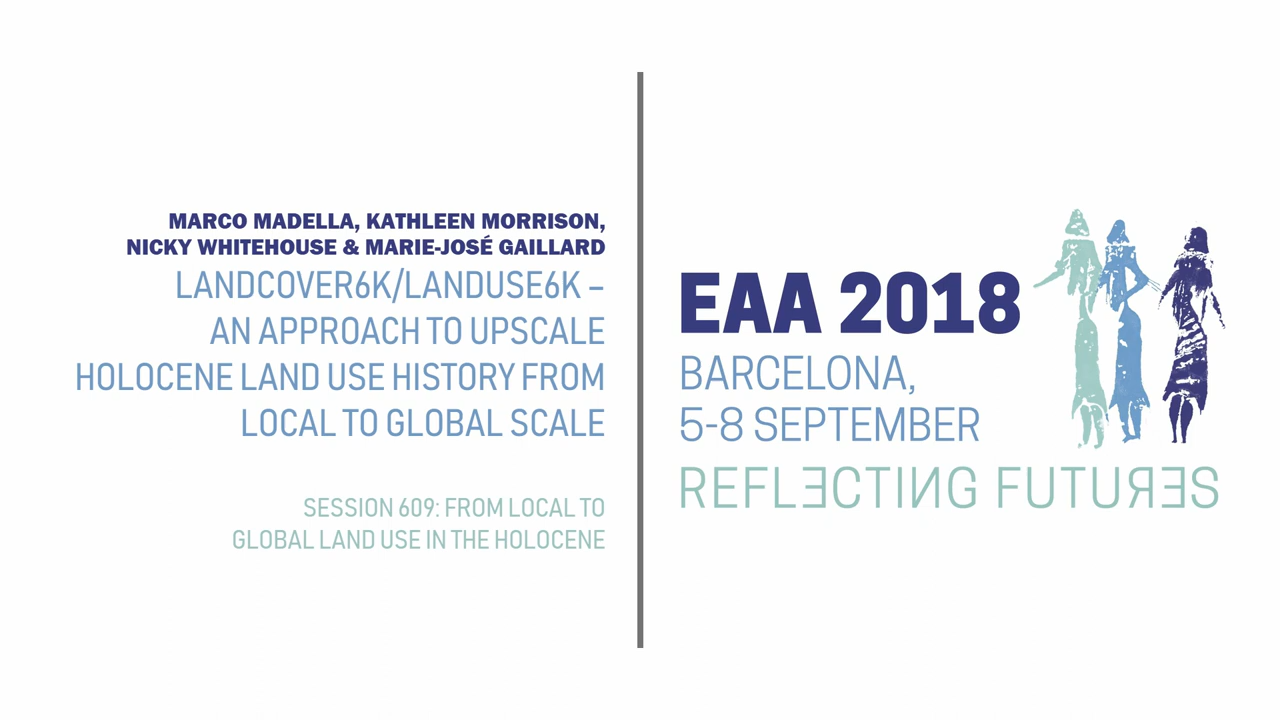 MARCO MADELLA, KATHLEEN MORRISON,
NICKY WHITEHOUSE & MARIE-JOSÉ GAILLARD
LANDCOVER6K/LANDUSE6K –
AN APPROACH TO UPSCALE
HOLOCENE LAND USE HISTORY FROM
LOCAL TO GLOBAL SCALE
SESSION 609: FROM LOCAL TO
GLOBAL LAND USE IN THE HOLOCENE
EAA 2018
BARCELONA,
5-8 SEPTEMBER
REFLECTING FUTURES